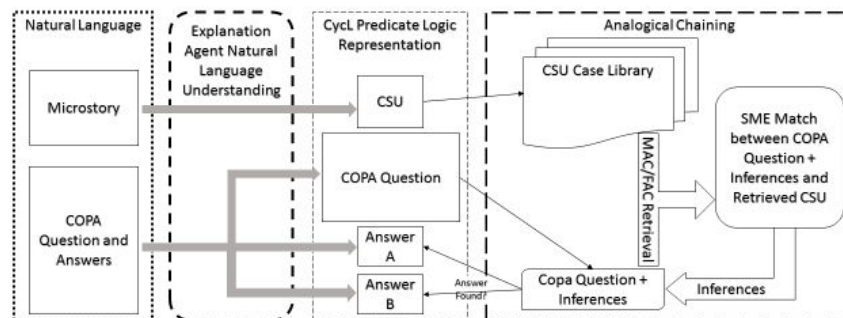 Natural Language
Microstory
COPA
Question and
Answers
Explanation
Agent Natural
Language
Understanding
CycL Predicate Logic
Representation
CSU
COPA Question
Answer
A
Answer
B
Analogical Chaining
CSU Case Library
MAC/FAC Retrieval
SME Match
between COPA
Question +
Inferences and
Retrieved CSU
Answer
Found?
Copa Question +
Inferences
Inferences